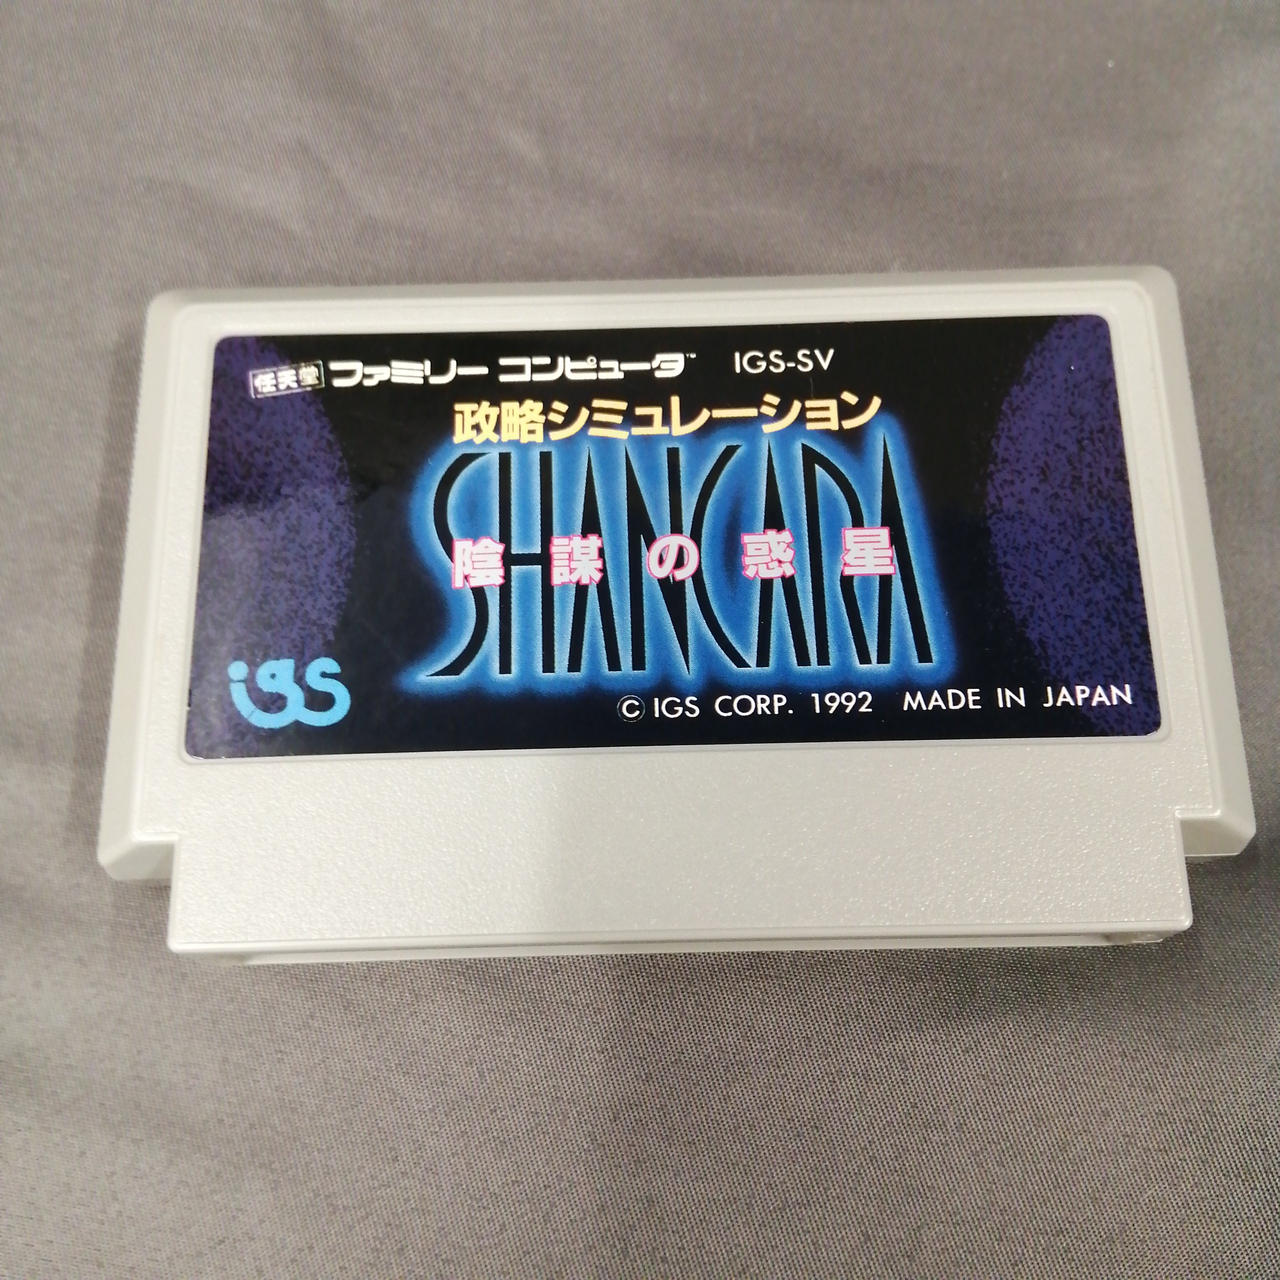 任天堂 ファミリー コンピュータ™ IGS-SV
政略シミュレーション
SHANCARA
陰謀の惑星
igs
© IGS CORP. 1992 MADE IN JAPAN